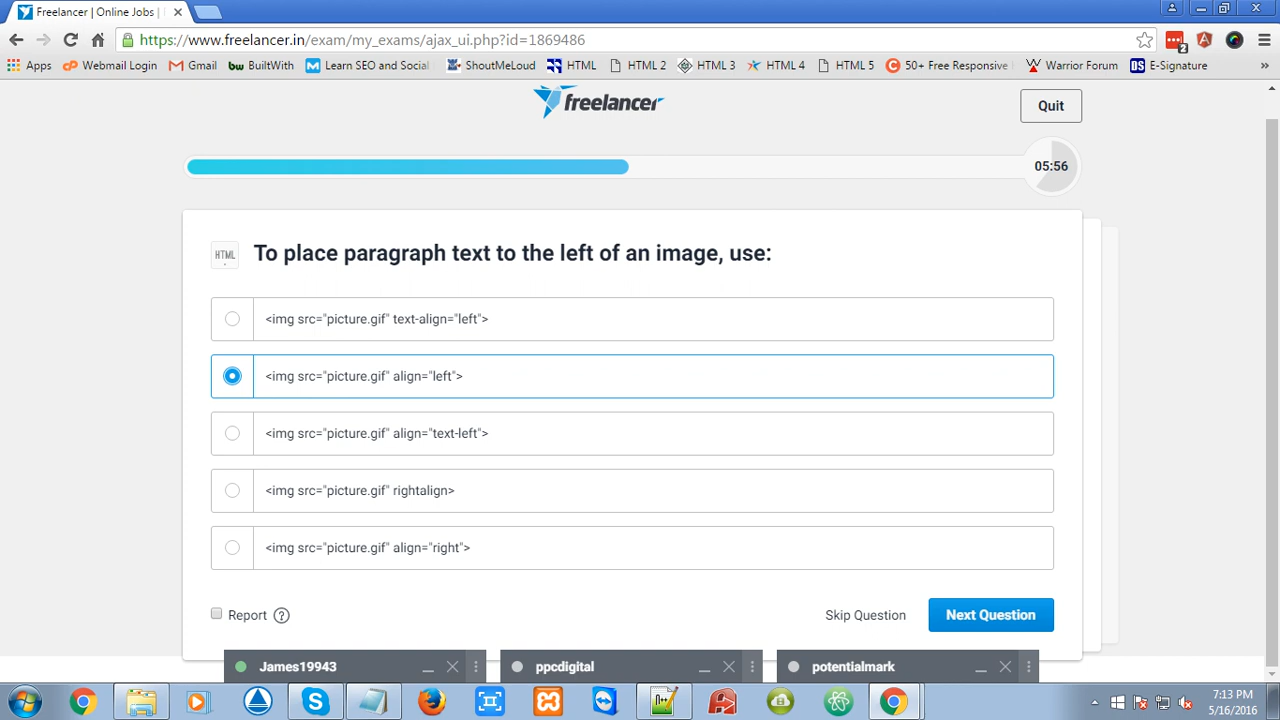 Freelancer | Online Jobs |
https://www.freelancer.in/exam/my_exams/ajax_ui.php?id=1869486
Apps Webmail Login Gmail bw BuiltWith Learn SEO and Social ShoutMeLoud HTML HTML 2 HTML 3 HTML 4 HTML 5 50+ Free Responsive Warrior Forum DS E-Signature »
freelancer
Quit
05:56
HTML To place paragraph text to the left of an image, use:
<img src="picture.gif" text-align="left">
<img src="picture.gif" align="left">
<img src="picture.gif" align="text-left">
<img src="picture.gif" rightalign>
<img src="picture.gif" align="right">
Report ? Skip Question Next Question
James19943 ppcdigital potentialmark
7:13 PM
5/16/2016